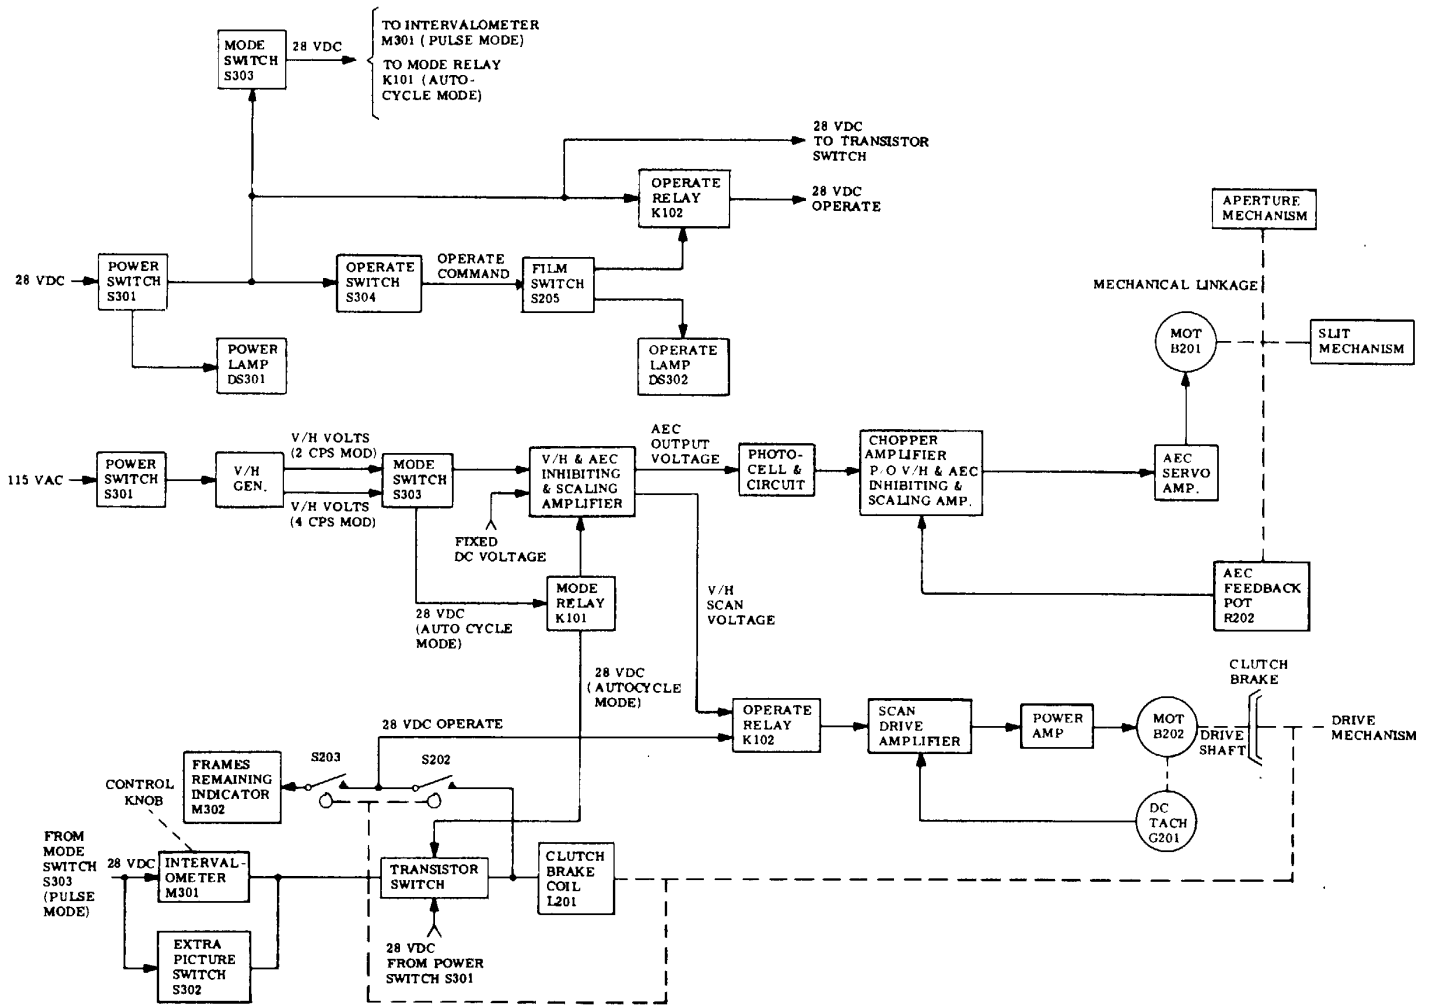 TO INTERVALOMETER
M301 ( PULSE MODE)
TO MODE RELAY
K101 (AUTO-
CYCLE MODE)
MODE
SWITCH
S303
28 VDC
28 VDC
TO TRANSISTOR
SWITCH
OPERATE
RELAY
K102
28 VDC
OPERATE
APERTURE
MECHANISM
28 VDC
POWER
SWITCH
S301
OPERATE
SWITCH
S304
OPERATE
COMMAND
FILM
SWITCH
S205
MECHANICAL LINKAGE
POWER
LAMP
DS301
OPERATE
LAMP
DS302
MOT
B201
SLIT
MECHANISM
115 VAC
POWER
SWITCH
S301
V/H
GEN.
V/H VOLTS
(2 CPS MOD)
V/H VOLTS
(4 CPS MOD)
MODE
SWITCH
S303
V/H & AEC
INHIBITING
& SCALING
AMPLIFIER
FIXED
DC VOLTAGE
AEC
OUTPUT
VOLTAGE
PHOTO-
CELL &
CIRCUIT
CHOPPER
AMPLIFIER
P/O V/H & AEC
INHIBITING &
SCALING AMP.
AEC
SERVO
AMP.
28 VDC
(AUTO CYCLE
MODE)
MODE
RELAY
K101
V/H
SCAN
VOLTAGE
AEC
FEEDBACK
POT
R202
28 VDC
( AUTOCYCLE
MODE)
28 VDC OPERATE
OPERATE
RELAY
K102
SCAN
DRIVE
AMPLIFIER
POWER
AMP
MOT
B202
DRIVE
SHAFT
CLUTCH
BRAKE
DRIVE
MECHANISM
DC
TACH
G201
S203
S202
FRAMES
REMAINING
INDICATOR
M302
CONTROL
KNOB
FROM
MODE
SWITCH
S303
(PULSE
MODE)
28 VDC
INTERVAL-
OMETER
M301
TRANSISTOR
SWITCH
CLUTCH
BRAKE
COIL
L201
EXTRA
PICTURE
SWITCH
S302
28 VDC
FROM POWER
SWITCH S301